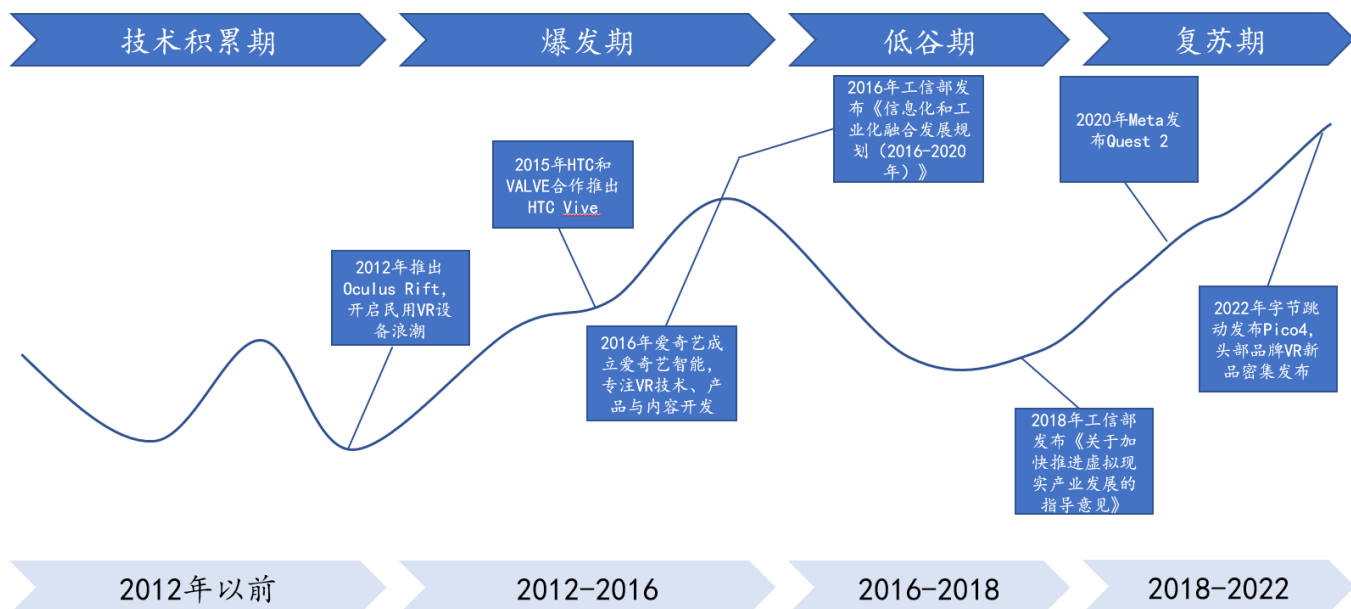 技术积累期
爆发期
低谷期
复苏期
2012年推出
Oculus Rift,
开启民用VR设
备浪潮
2015年HTC和
VALVE合作推出
HTC Vive
2016年爱奇艺成
立爱奇艺智能,
专注VR技术、产
品与内容开发
2016年工信部发
布《信息化和工
业化融合发展规
划（2016-2020
年）》
2018年工信部
发布《关于加
快推进虚拟现
实产业发展的
指导意见》
2020年Meta发
布Quest 2
2022年字节跳
动发布Pico4,
头部品牌VR新
品密集发布
2012年以前
2012-2016
2016-2018
2018-2022